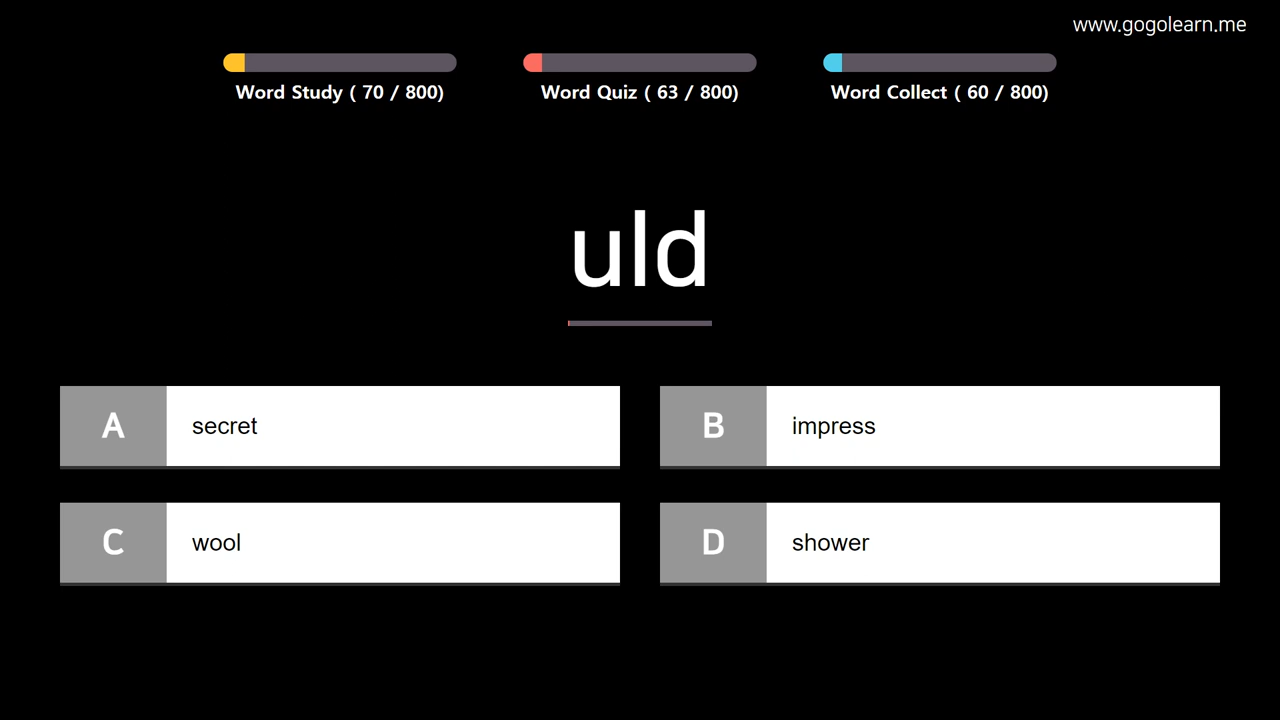 www.gogolearn.me
Word Study ( 70 / 800)
Word Quiz ( 63 / 800)
Word Collect ( 60 / 800)
uld
A secret
B impress
C wool
D shower